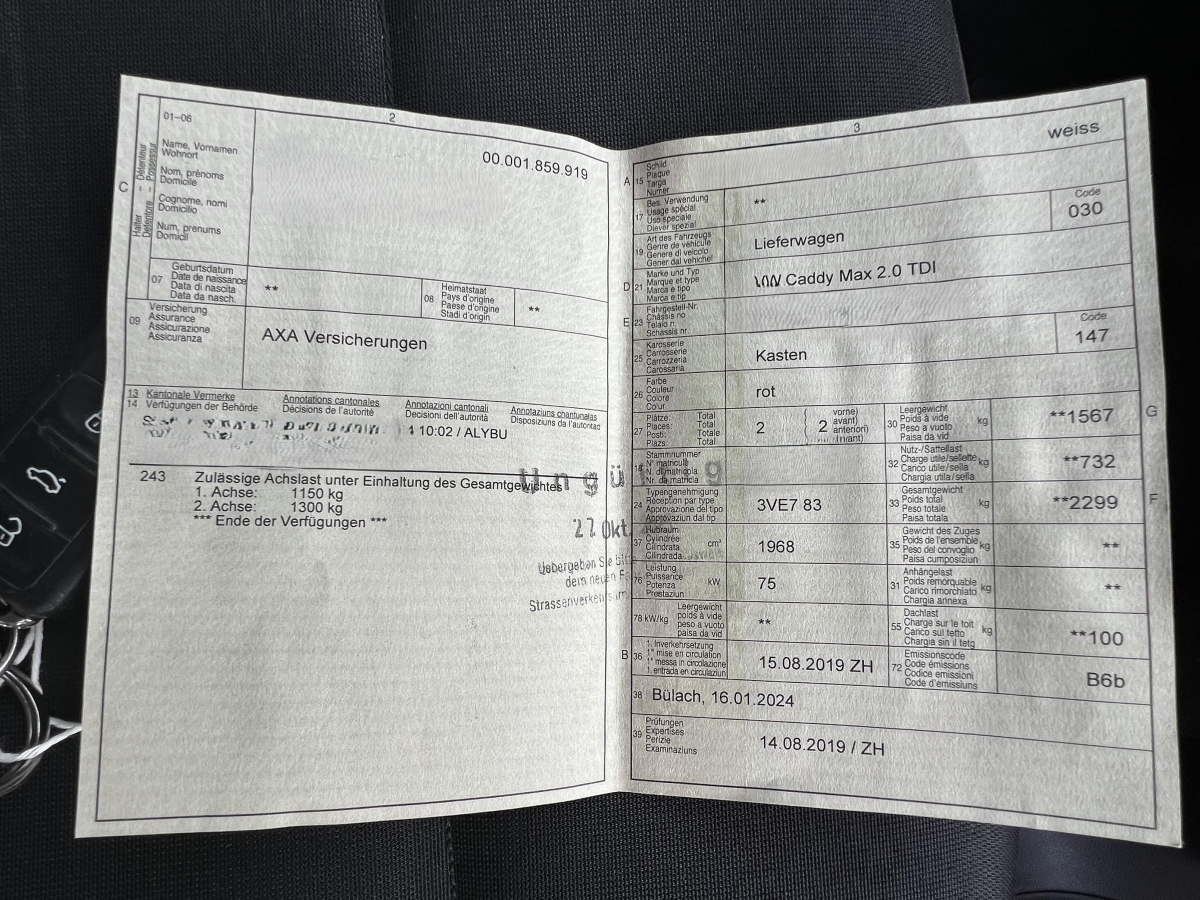 2
01-06
Name, Vornamen
Wohnort
Nom, prénoms
Domicile
Cognome, nomi
Domicilio
Num, prenums
Domicil
C
Halter - Détenteur
Detentore - Possessur
00.001.859.919
07
Geburtsdatum
Date de naissance
Data di nascita
Data da nasch.
**
08
Heimatstaat
Pays d'origine
Paese d'origine
Stadi d'origin
**
09
Versicherung
Assurance
Assicurazione
Assicuranza
AXA Versicherungen
13 Kantonale Vermerke
14 Verfügungen der Behörde
Annotations cantonales
Décisions de l'autorité
Annotazioni cantonali
Decisioni dell'autorità
Annotaziuns chantunalas
Disposiziuns da l'autoritad
10:02 / ALYBU
243 Zulässige Achslast unter Einhaltung des Gesamtgewichtes
1. Achse: 1150 kg
2. Achse: 1300 kg
*** Ende der Verfügungen ***
27 Okt.
Uebergeben Sie
dem neuen
3
A 15
Schild
Plaque
Targa
Numer
weiss
17
Bes. Verwendung
Usage spécial
Uso speciale
Diever spezial
**
19
Art des Fahrzeugs
Genre de véhicule
Genere di veicolo
Gener dal vehichel
Lieferwagen
Code
030
D 21
Marke und Typ
Marque et type
Marca e tipo
Marca e tip
VW Caddy Max 2.0 TDI
E 23
Fahrgestell-Nr.
Châssis no
Telaio n.
Schassis nr.
25
Karosserie
Carrosserie
Carrozzeria
Carossaria
Kasten
Code
147
26
Farbe
Couleur
Colore
Colur
rot
27
Plätze: Total
Places: Total
Posti: Totale
Plazs: Total
2
2
vorne)
avant)
anteriori)
30
Leergewicht
Poids à vide
Peso a vuoto
Paisa da vid
kg
**1567
G
18
Stammnummer
N° matricule
N. di matricola
Nr. da matricla
32
Nutz-/Sattellast
Charge utile/sellette
Carico utile/sella
Chargia utila/sella
kg
**732
24
Typengenehmigung
Réception par type
Approvazione del tipo
Approvaziun dal tip
3VE7 83
33
Gesamtgewicht
Poids total
Peso totale
Paisa totala
kg
**2299
F
37
Hubraum
Cylindrée
Cilindrata
Cilindrada
cm³
1968
35
Gewicht des Zuges
Poids de l'ensemble
Peso del convoglio
Paisa cumposiziun
kg
**
76
Leistung
Puissance
Potenza
Prestaziun
kW
75
31
Anhängelast
Poids remorquable
Carico rimorchiato
Chargia annexa
kg
**
78 kW/kg
Leergewicht
poids à vide
peso a vuoto
paisa da vid
**
55
Dachlast
Charge sur le toit
Carico sul tetto
Chargia sin il tetg
kg
**100
B 36
1. Inverkehrsetzung
1re mise en circulation
1a messa in circolazione
1. entrada en circulaziun
15.08.2019 ZH
72
Emissionscode
Code émissions
Codice emissioni
Code d'emissiuns
B6b
38 Bülach, 16.01.2024
39
Prüfungen
Expertises
Perizie
Examinaziuns
14.08.2019 / ZH